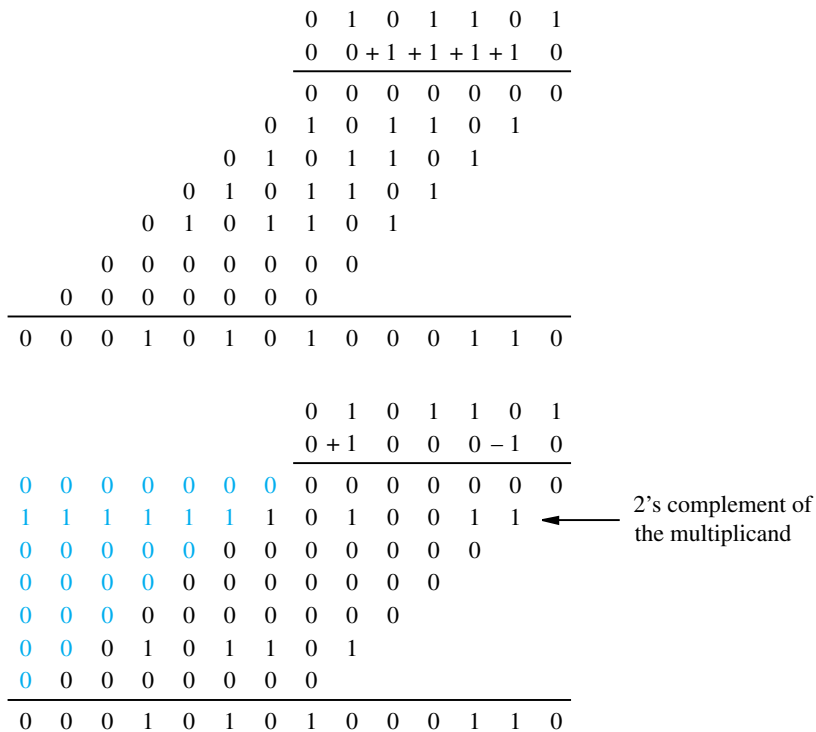 0 1 0 1 1 0 1
0 0 + 1 + 1 + 1 + 1 0
0 0 0 0 0 0 0
0 1 0 1 1 0 1
0 1 0 1 1 0 1
0 1 0 1 1 0 1
0 1 0 1 1 0 1
0 0 0 0 0 0 0
0 0 0 0 0 0 0
0 0 0 1 0 1 0 1 0 0 0 1 1 0
0 1 0 1 1 0 1
0 + 1 0 0 0 – 1 0
0 0 0 0 0 0 0 0 0 0 0 0 0 0
1 1 1 1 1 1 1 0 1 0 0 1 1
2's complement of
the multiplicand
0 0 0 0 0 0 0 0 0 0 0 0
0 0 0 0 0 0 0 0 0 0 0
0 0 0 0 0 0 0 0 0 0
0 0 0 1 0 1 1 0 1
0 0 0 0 0 0 0 0
0 0 0 1 0 1 0 1 0 0 0 1 1 0